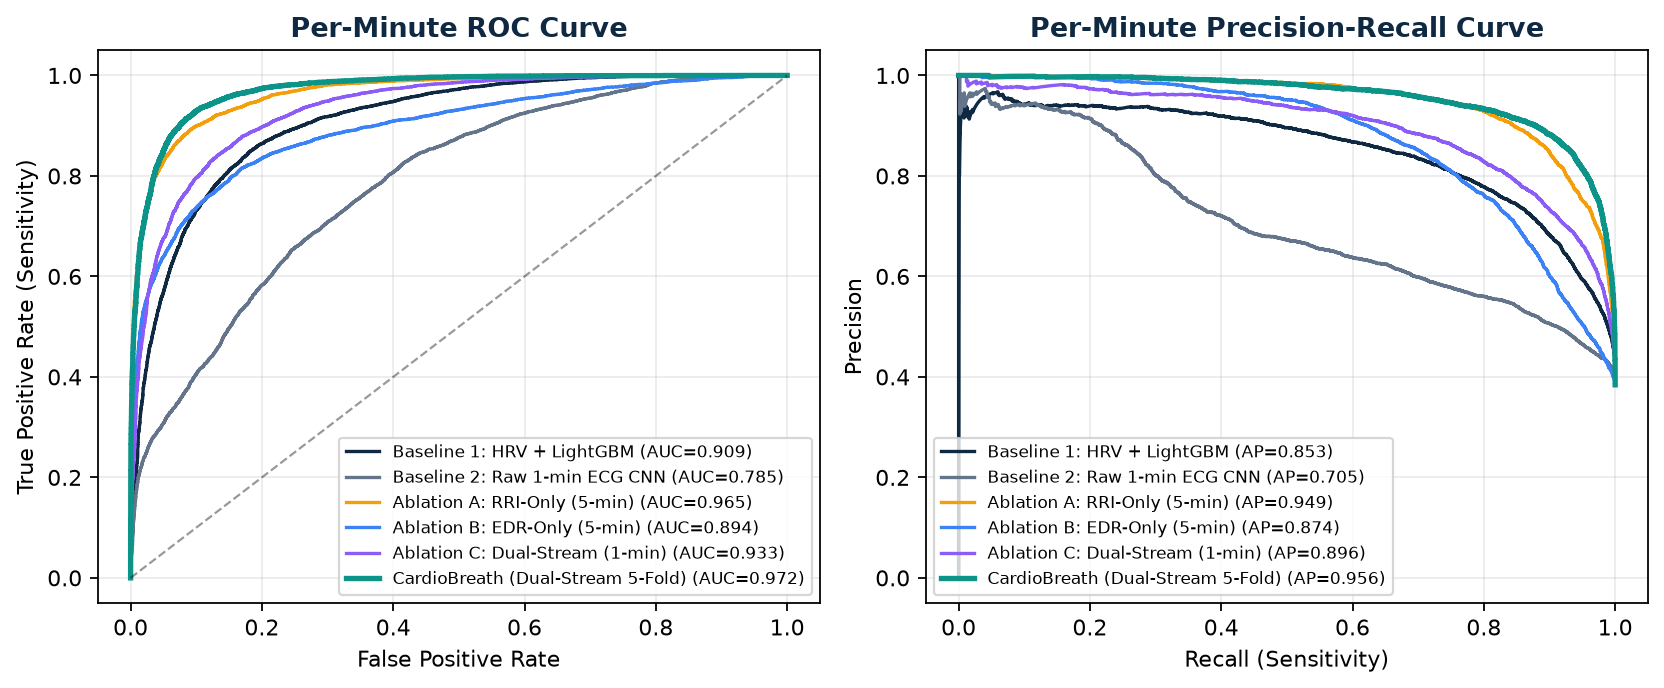 Per-Minute ROC Curve
True Positive Rate (Sensitivity)
1.0
0.8
0.6
0.4
0.2
0.0
Baseline 1: HRV + LightGBM (AUC=0.909)
Baseline 2: Raw 1-min ECG CNN (AUC=0.785)
Ablation A: RRI-Only (5-min) (AUC=0.965)
Ablation B: EDR-Only (5-min) (AUC=0.894)
Ablation C: Dual-Stream (1-min) (AUC=0.933)
CardioBreath (Dual-Stream 5-Fold) (AUC=0.972)
0.0 0.2 0.4 0.6 0.8 1.0
False Positive Rate
Per-Minute Precision-Recall Curve
Precision
1.0
0.8
0.6
0.4
0.2
0.0
Baseline 1: HRV + LightGBM (AP=0.853)
Baseline 2: Raw 1-min ECG CNN (AP=0.705)
Ablation A: RRI-Only (5-min) (AP=0.949)
Ablation B: EDR-Only (5-min) (AP=0.874)
Ablation C: Dual-Stream (1-min) (AP=0.896)
CardioBreath (Dual-Stream 5-Fold) (AP=0.956)
0.0 0.2 0.4 0.6 0.8 1.0
Recall (Sensitivity)